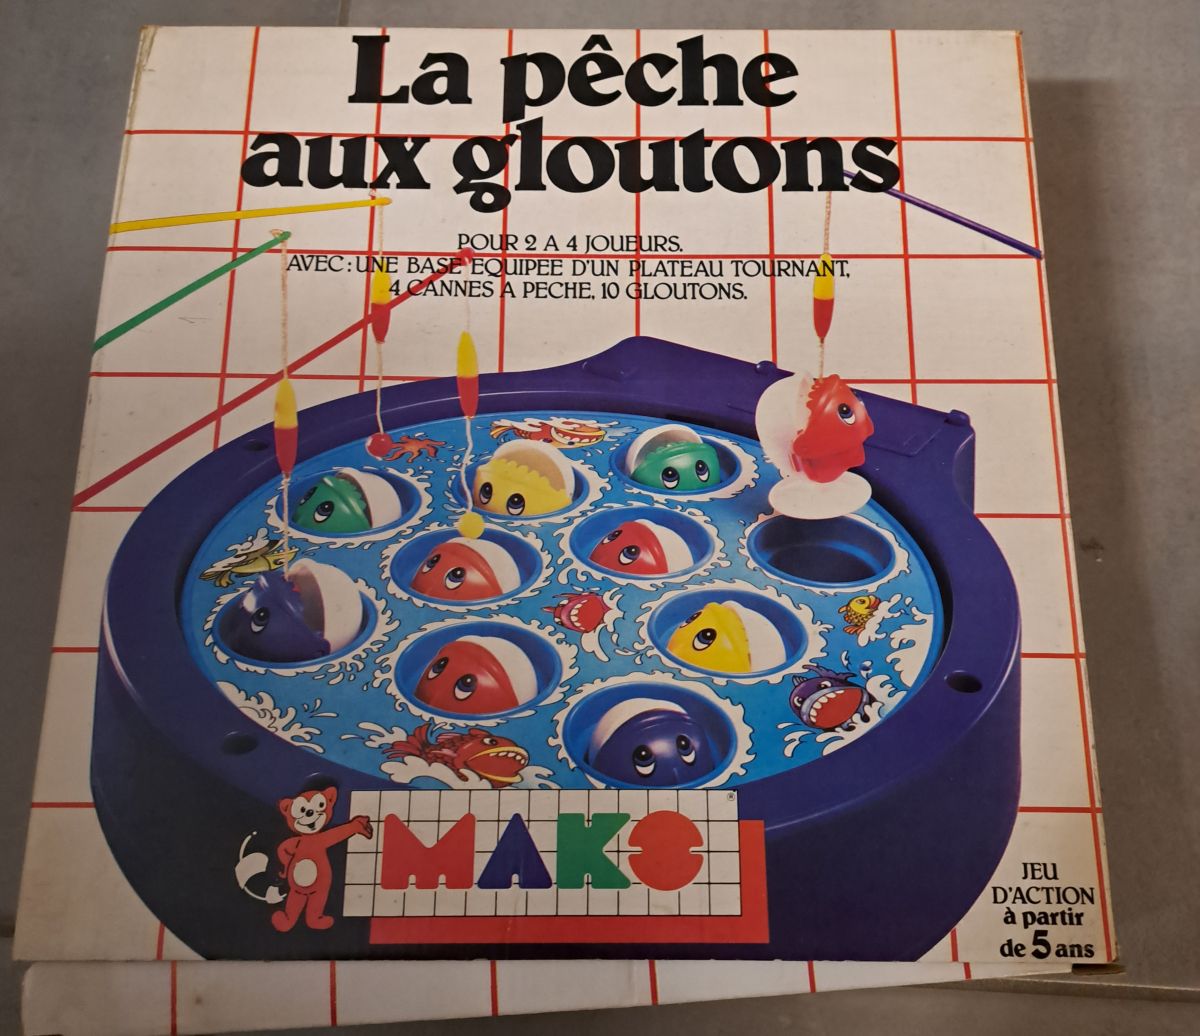 La pêche
aux gloutons
POUR 2 A 4 JOUEURS.
AVEC : UNE BASE EQUIPEE D'UN PLATEAU TOURNANT,
4 CANNES A PECHE, 10 GLOUTONS.
MAKO
®
JEU
D'ACTION
à partir
de 5 ans